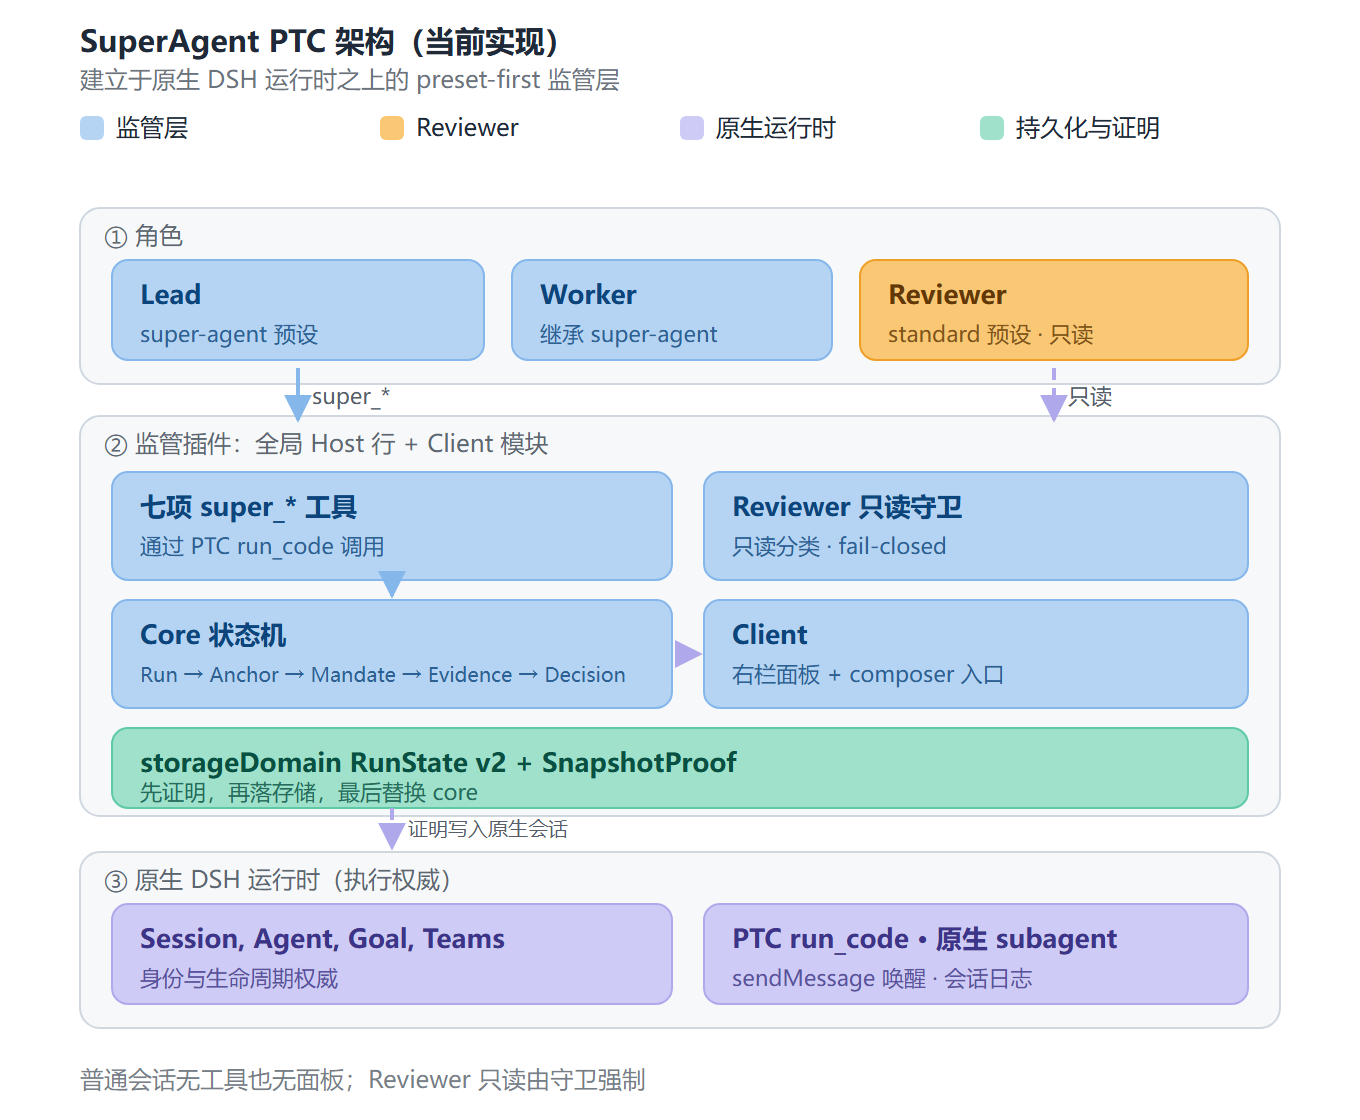 SuperAgent PTC 架构（当前实现）
建立于原生 DSH 运行时之上的 preset-first 监管层
监管层
Reviewer
原生运行时
持久化与证明
① 角色
Lead
super-agent 预设
Worker
继承 super-agent
Reviewer
standard 预设 · 只读
super_*
只读
② 监管插件：全局 Host 行 + Client 模块
七项 super_* 工具
通过 PTC run_code 调用
Reviewer 只读守卫
只读分类 · fail-closed
Core 状态机
Run → Anchor → Mandate → Evidence → Decision
Client
右栏面板 + composer 入口
storageDomain RunState v2 + SnapshotProof
先证明，再落存储，最后替换 core
证明写入原生会话
③ 原生 DSH 运行时（执行权威）
Session, Agent, Goal, Teams
身份与生命周期权威
PTC run_code • 原生 subagent
sendMessage 唤醒 · 会话日志
普通会话无工具也无面板；Reviewer 只读由守卫强制